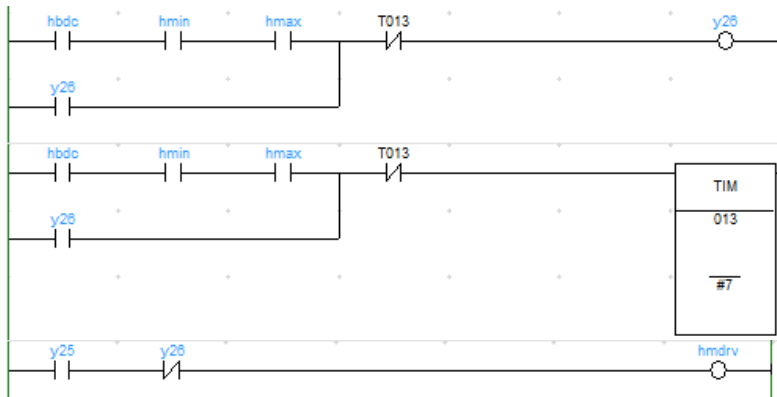 hbdc hmin hmax T013 y26
y26
hbdc hmin hmax T013
TIM
y26 013
#7
y25 y26 hmdrv